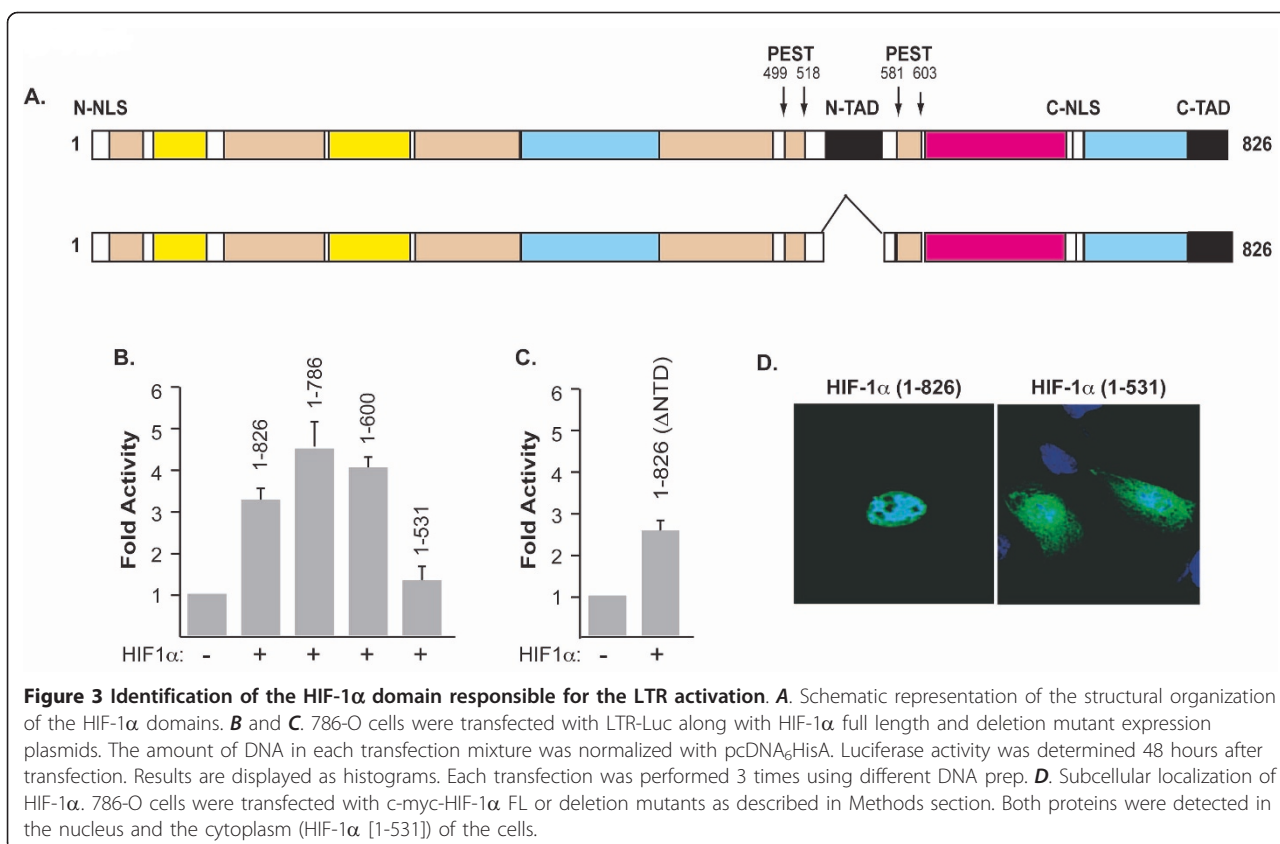 PEST PEST
499 518 581 603
A.
N-NLS N-TAD C-NLS C-TAD
1 826
1 826
B. C. D.
HIF-1α (1-826) HIF-1α (1-531)
Fold Activity
6
5
4
3
2
1
1-826
1-786
1-600
1-531
HIF1α: - + + + +
Fold Activity
6
5
4
3
2
1
1-826 (ΔNTD)
HIF1α: - +
Figure 3 Identification of the HIF-1α domain responsible for the LTR activation. A. Schematic representation of the structural organization
of the HIF-1α domains. B and C. 786-O cells were transfected with LTR-Luc along with HIF-1α full length and deletion mutant expression
plasmids. The amount of DNA in each transfection mixture was normalized with pcDNA₆HisA. Luciferase activity was determined 48 hours after
transfection. Results are displayed as histograms. Each transfection was performed 3 times using different DNA prep. D. Subcellular localization of
HIF-1α. 786-O cells were transfected with c-myc-HIF-1α FL or deletion mutants as described in Methods section. Both proteins were detected in
the nucleus and the cytoplasm (HIF-1α [1-531]) of the cells.